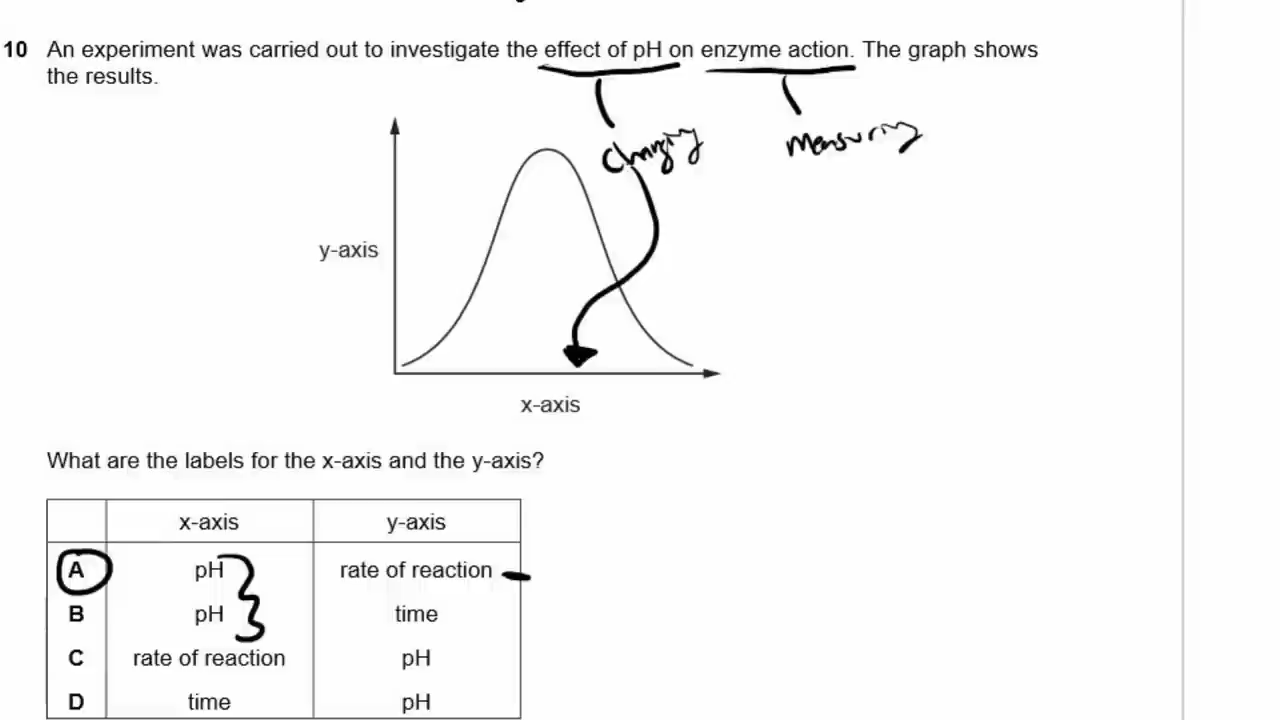 10 An experiment was carried out to investigate the effect of pH on enzyme action. The graph shows
the results.
Changing
Measuring
y-axis
x-axis
What are the labels for the x-axis and the y-axis?
x-axis y-axis
A pH rate of reaction
B pH time
C rate of reaction pH
D time pH